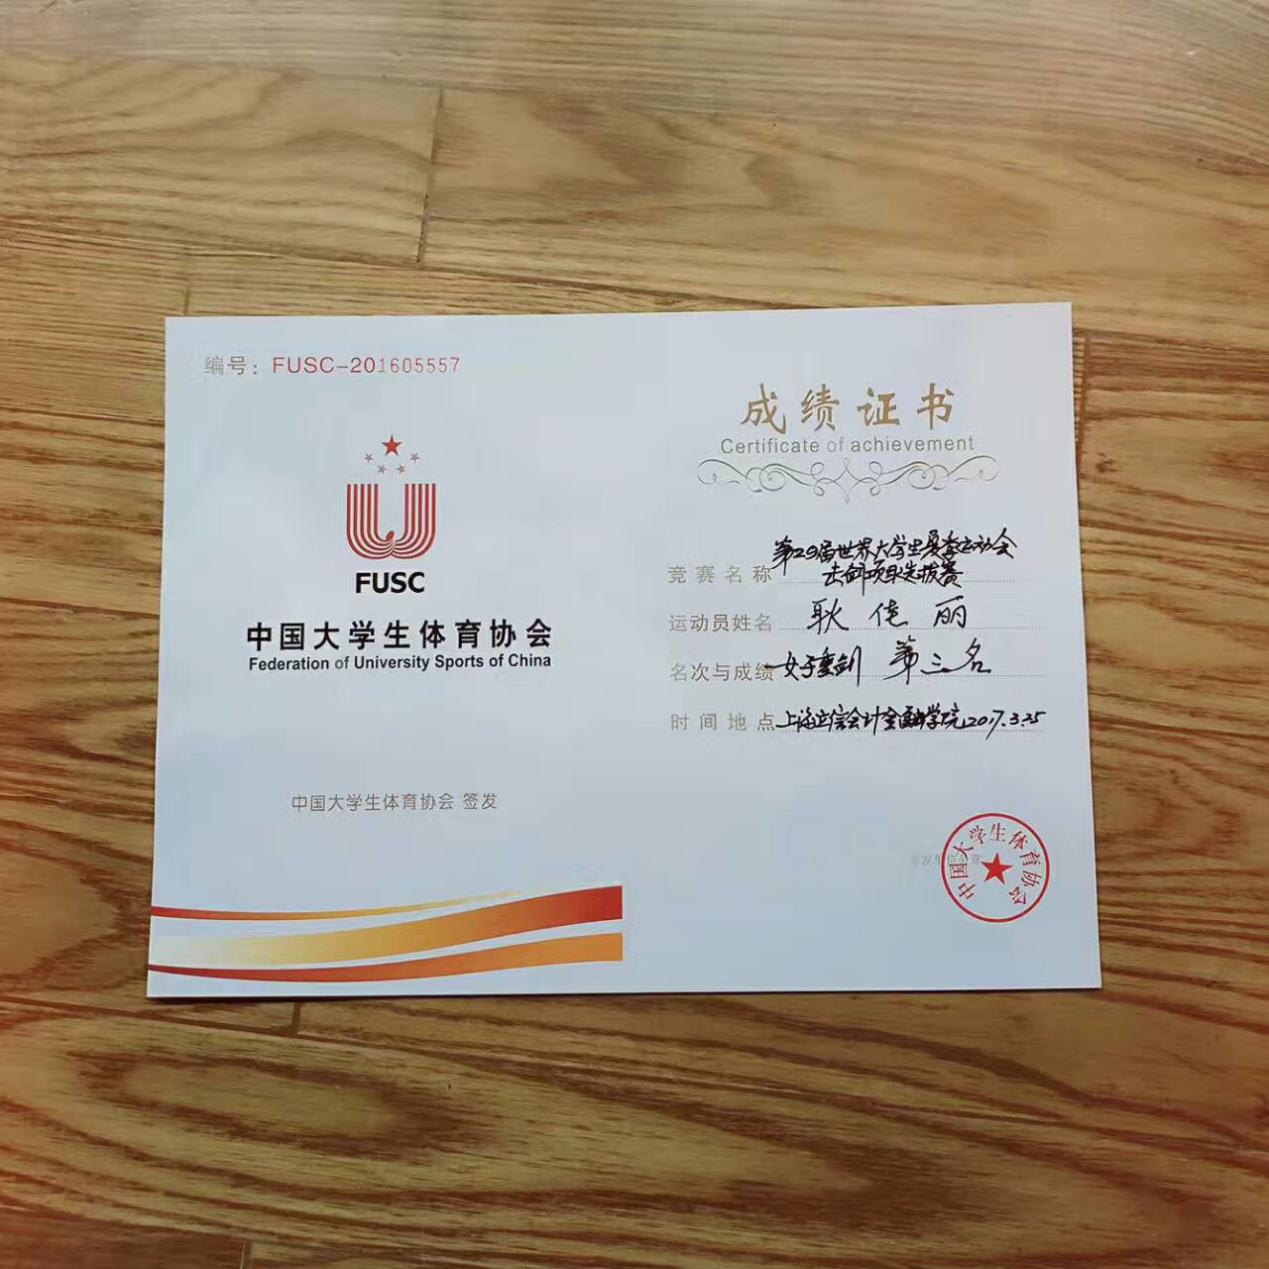 编号：FUSC-201605557
FUSC
中国大学生体育协会
Federation of University Sports of China
中国大学生体育协会 签发
成绩证书
Certificate of achievement
竞赛名称 第29届世界大学生夏季运动会
击剑项目选拔赛
运动员姓名 耿佳丽
名次与成绩 女子重剑 第三名
时间地点 上海立信会计金融学院2017.3.25
中国大学生体育协会